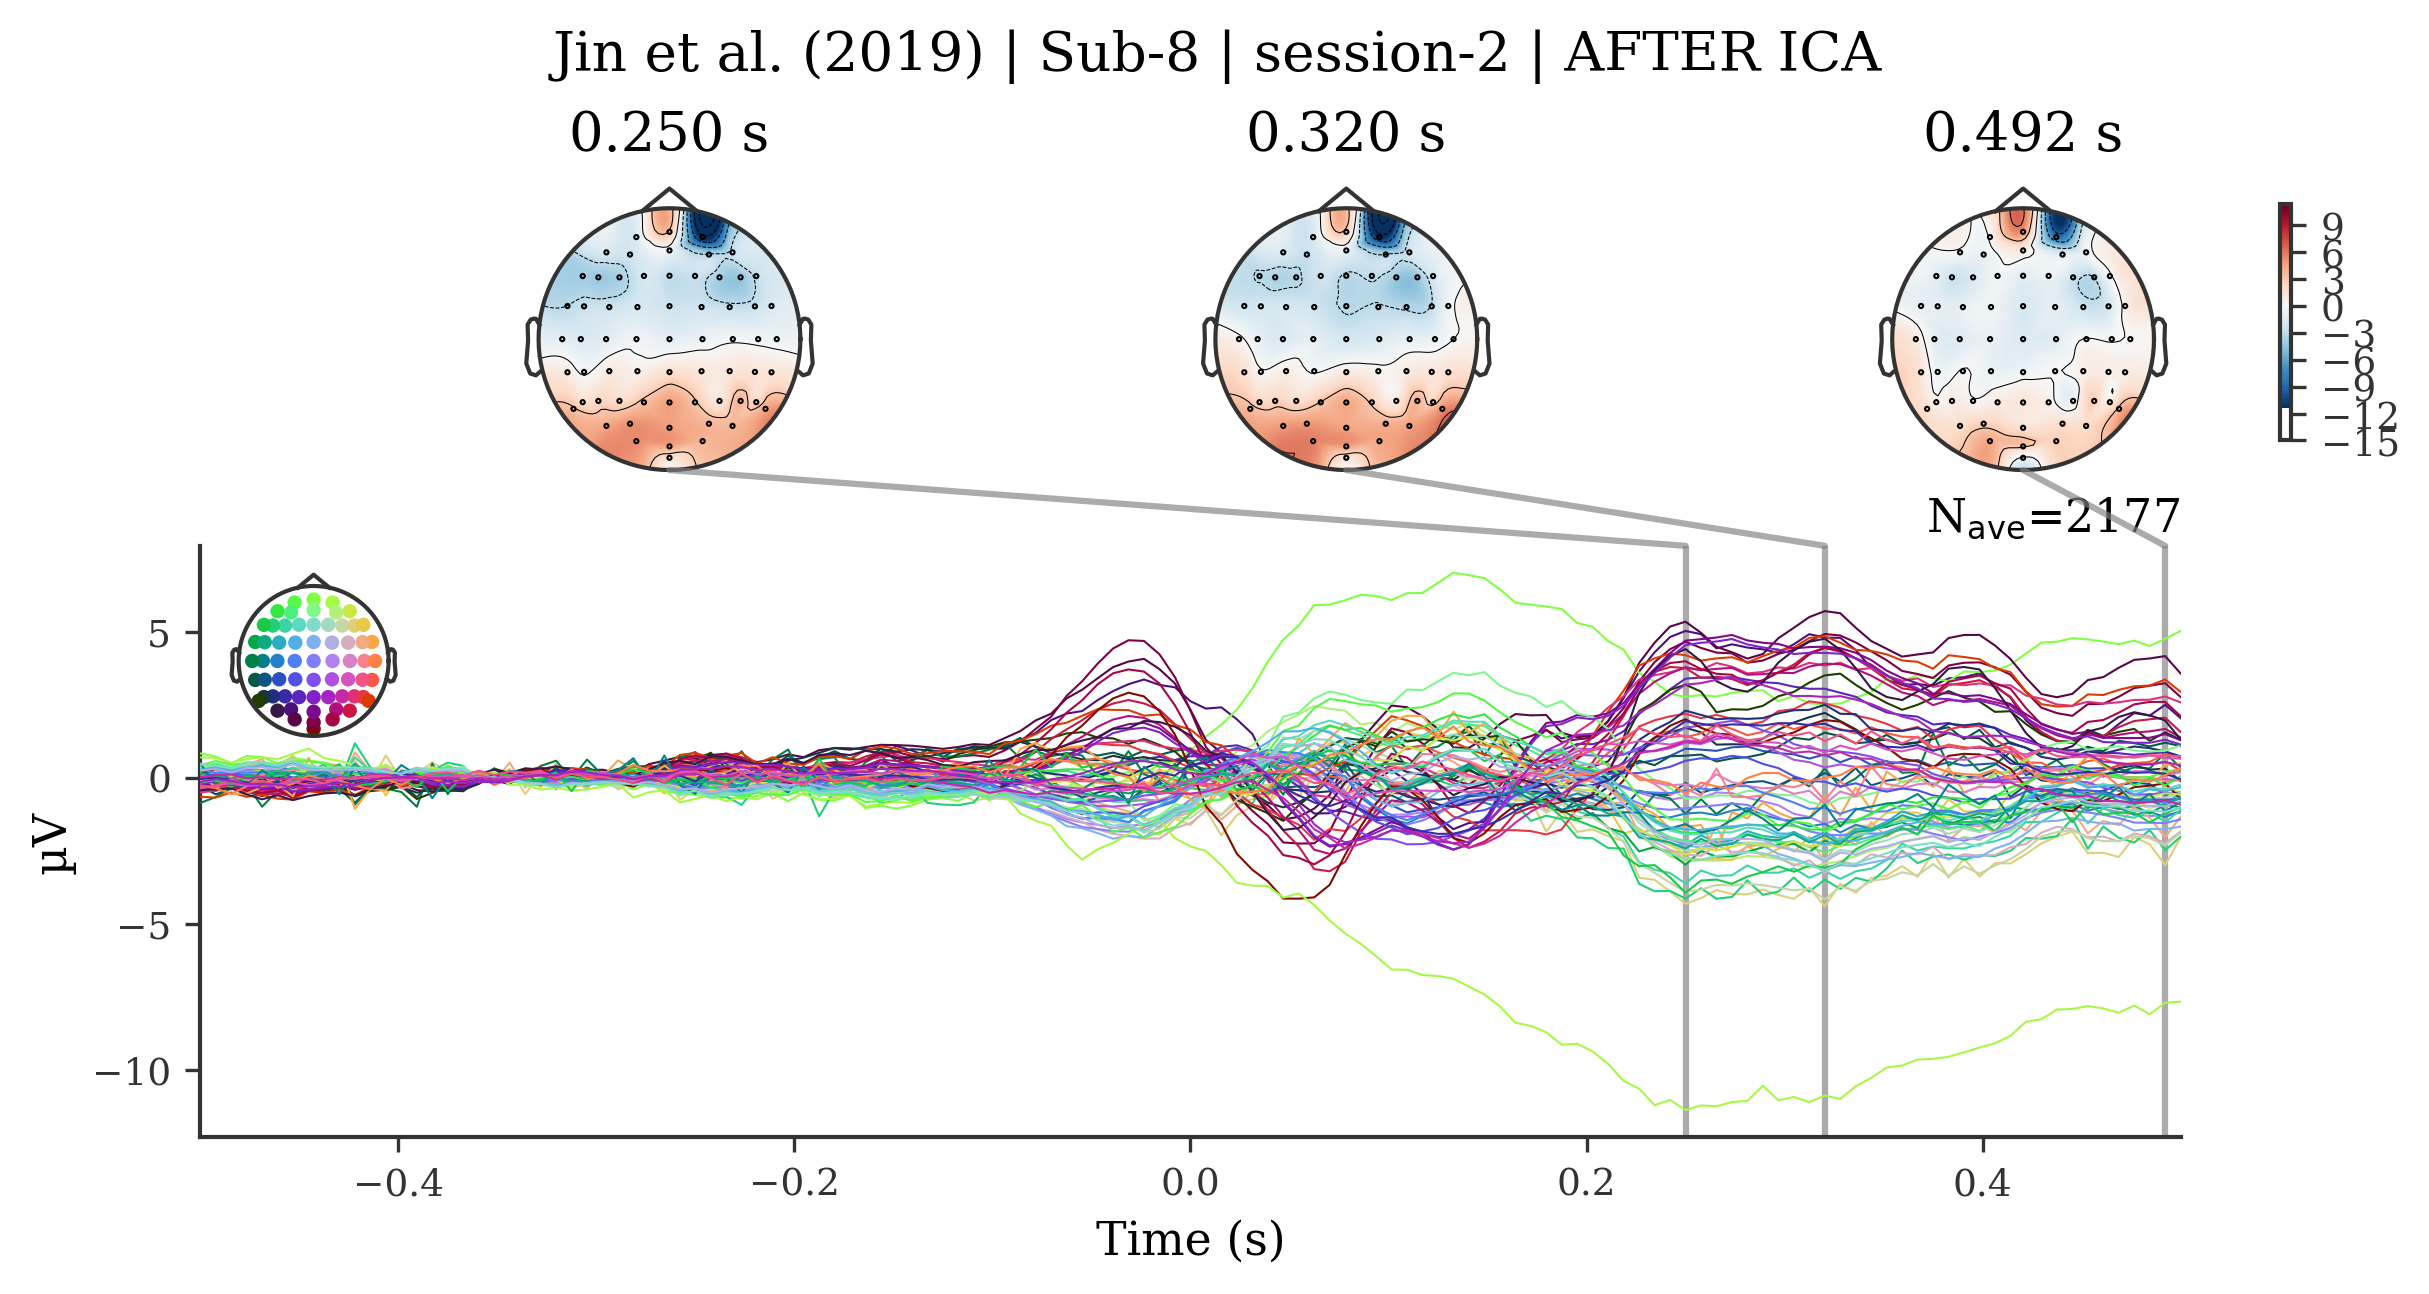 Jin et al. (2019) | Sub-8 | session-2 | AFTER ICA
0.250 s
0.320 s
0.492 s
9
6
3
0
−3
−6
−9
−12
−15
Nave=2177
5
0
−5
−10
µV
−0.4
−0.2
0.0
0.2
0.4
Time (s)